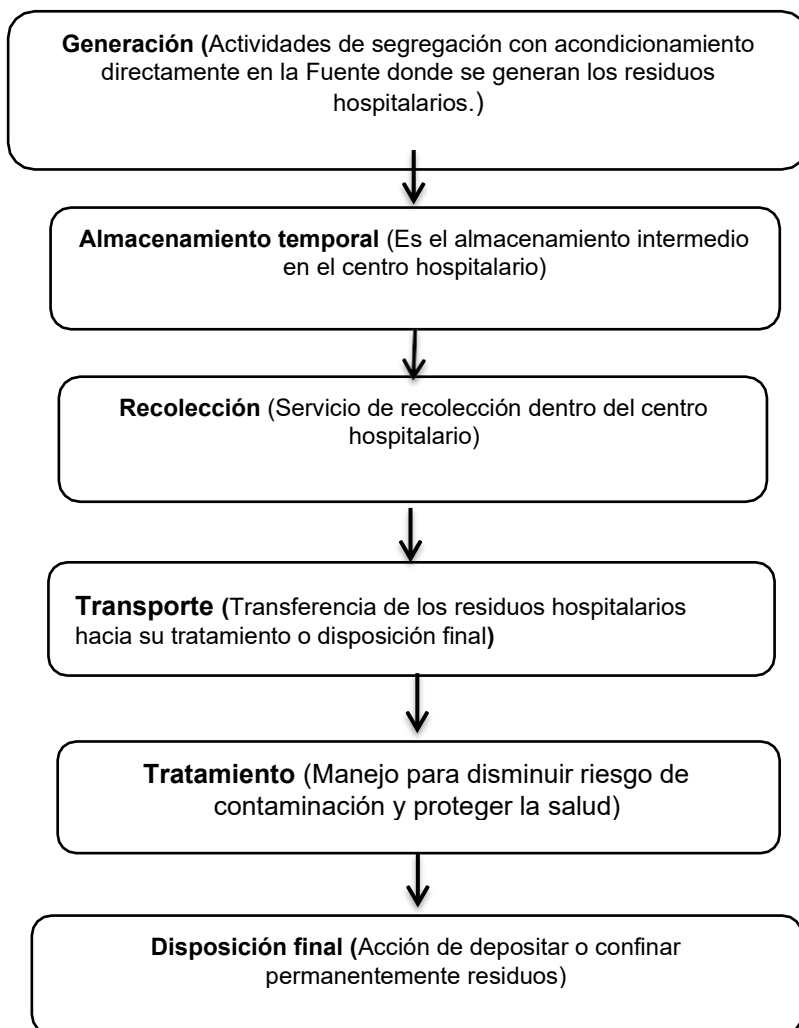 Generación (Actividades de segregación con acondicionamiento
directamente en la Fuente donde se generan los residuos
hospitalarios.)
Almacenamiento temporal (Es el almacenamiento intermedio
en el centro hospitalario)
Recolección (Servicio de recolección dentro del centro
hospitalario)
Transporte (Transferencia de los residuos hospitalarios
hacia su tratamiento o disposición final)
Tratamiento (Manejo para disminuir riesgo de
contaminación y proteger la salud)
Disposición final (Acción de depositar o confinar
permanentemente residuos)